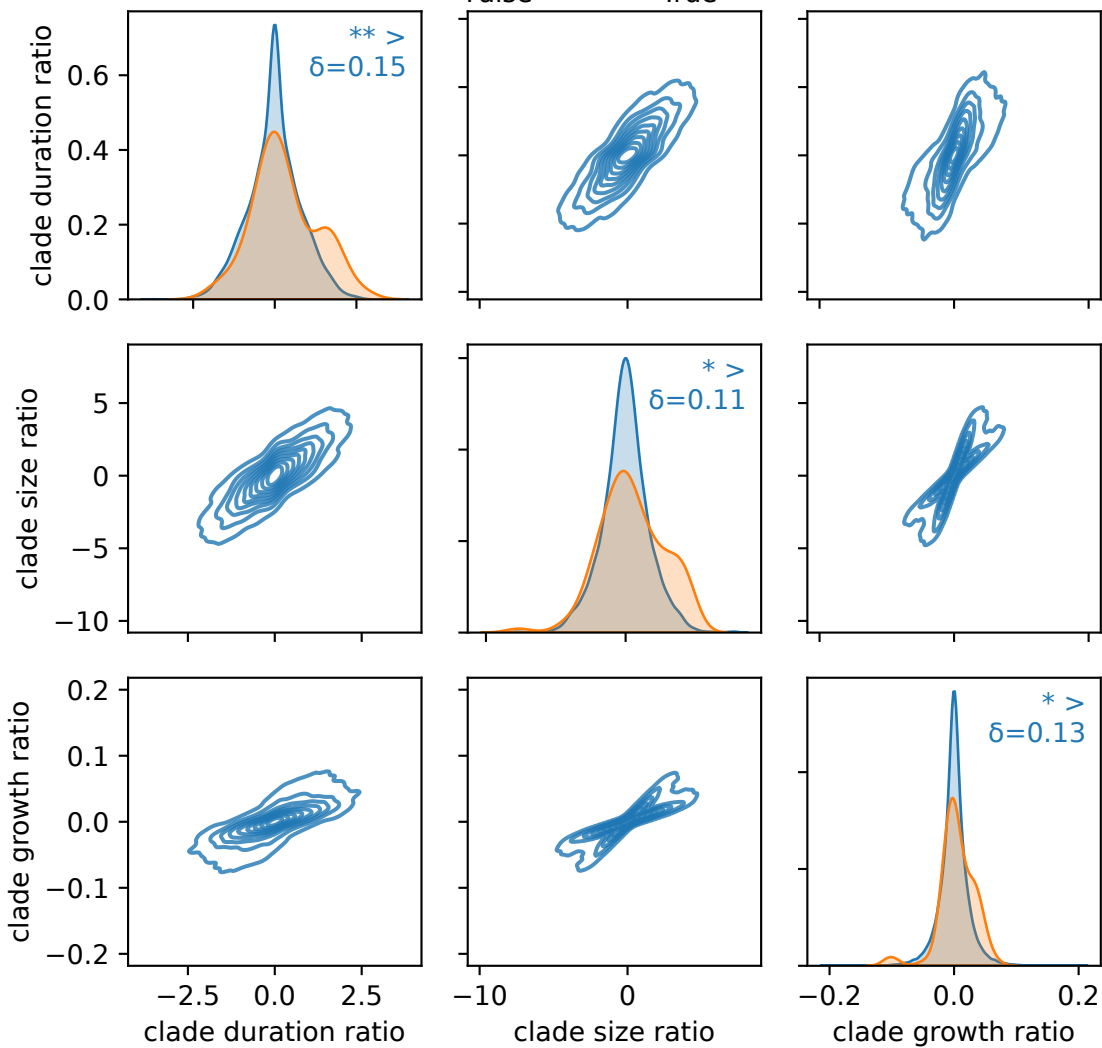 True
clade duration ratio
0.6
0.4
0.2
0.0
** >
δ=0.15
clade size ratio
5
0
−5
−10
* >
δ=0.11
clade growth ratio
0.2
0.1
0.0
−0.1
−0.2
* >
δ=0.13
−2.5 0.0 2.5
−10 0
−0.2 0.0 0.2
clade duration ratio
clade size ratio
clade growth ratio